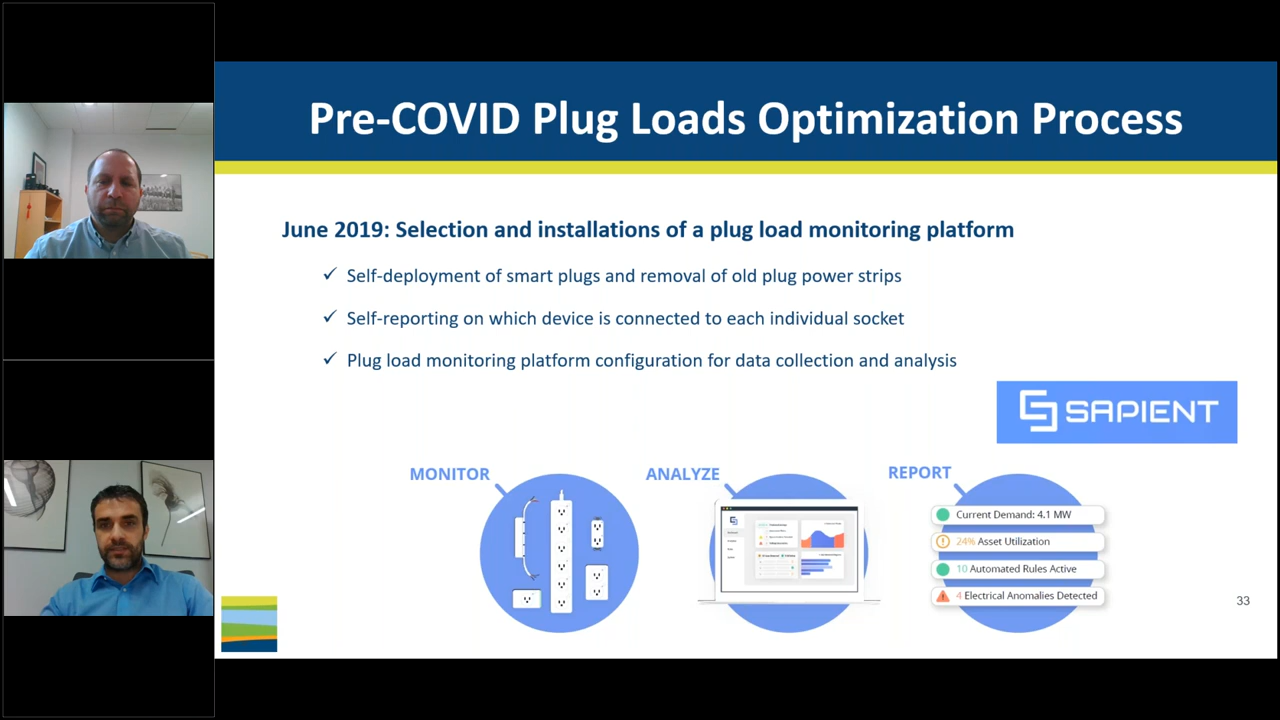 Pre-COVID Plug Loads Optimization Process
June 2019: Selection and installations of a plug load monitoring platform
✓ Self-deployment of smart plugs and removal of old plug power strips
✓ Self-reporting on which device is connected to each individual socket
✓ Plug load monitoring platform configuration for data collection and analysis
SAPIENT
MONITOR
ANALYZE
REPORT
Current Demand: 4.1 MW
24% Asset Utilization
10 Automated Rules Active
4 Electrical Anomalies Detected
33